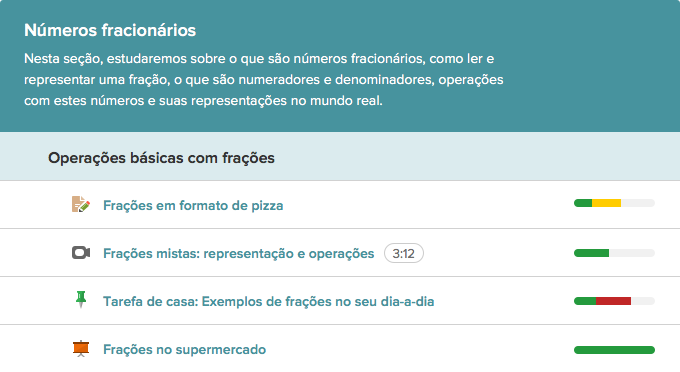 Números fracionários
Nesta seção, estudaremos sobre o que são números fracionários, como ler e
representar uma fração, o que são numeradores e denominadores, operações
com estes números e suas representações no mundo real.
Operações básicas com frações
Frações em formato de pizza
Frações mistas: representação e operações 3:12
Tarefa de casa: Exemplos de frações no seu dia-a-dia
Frações no supermercado